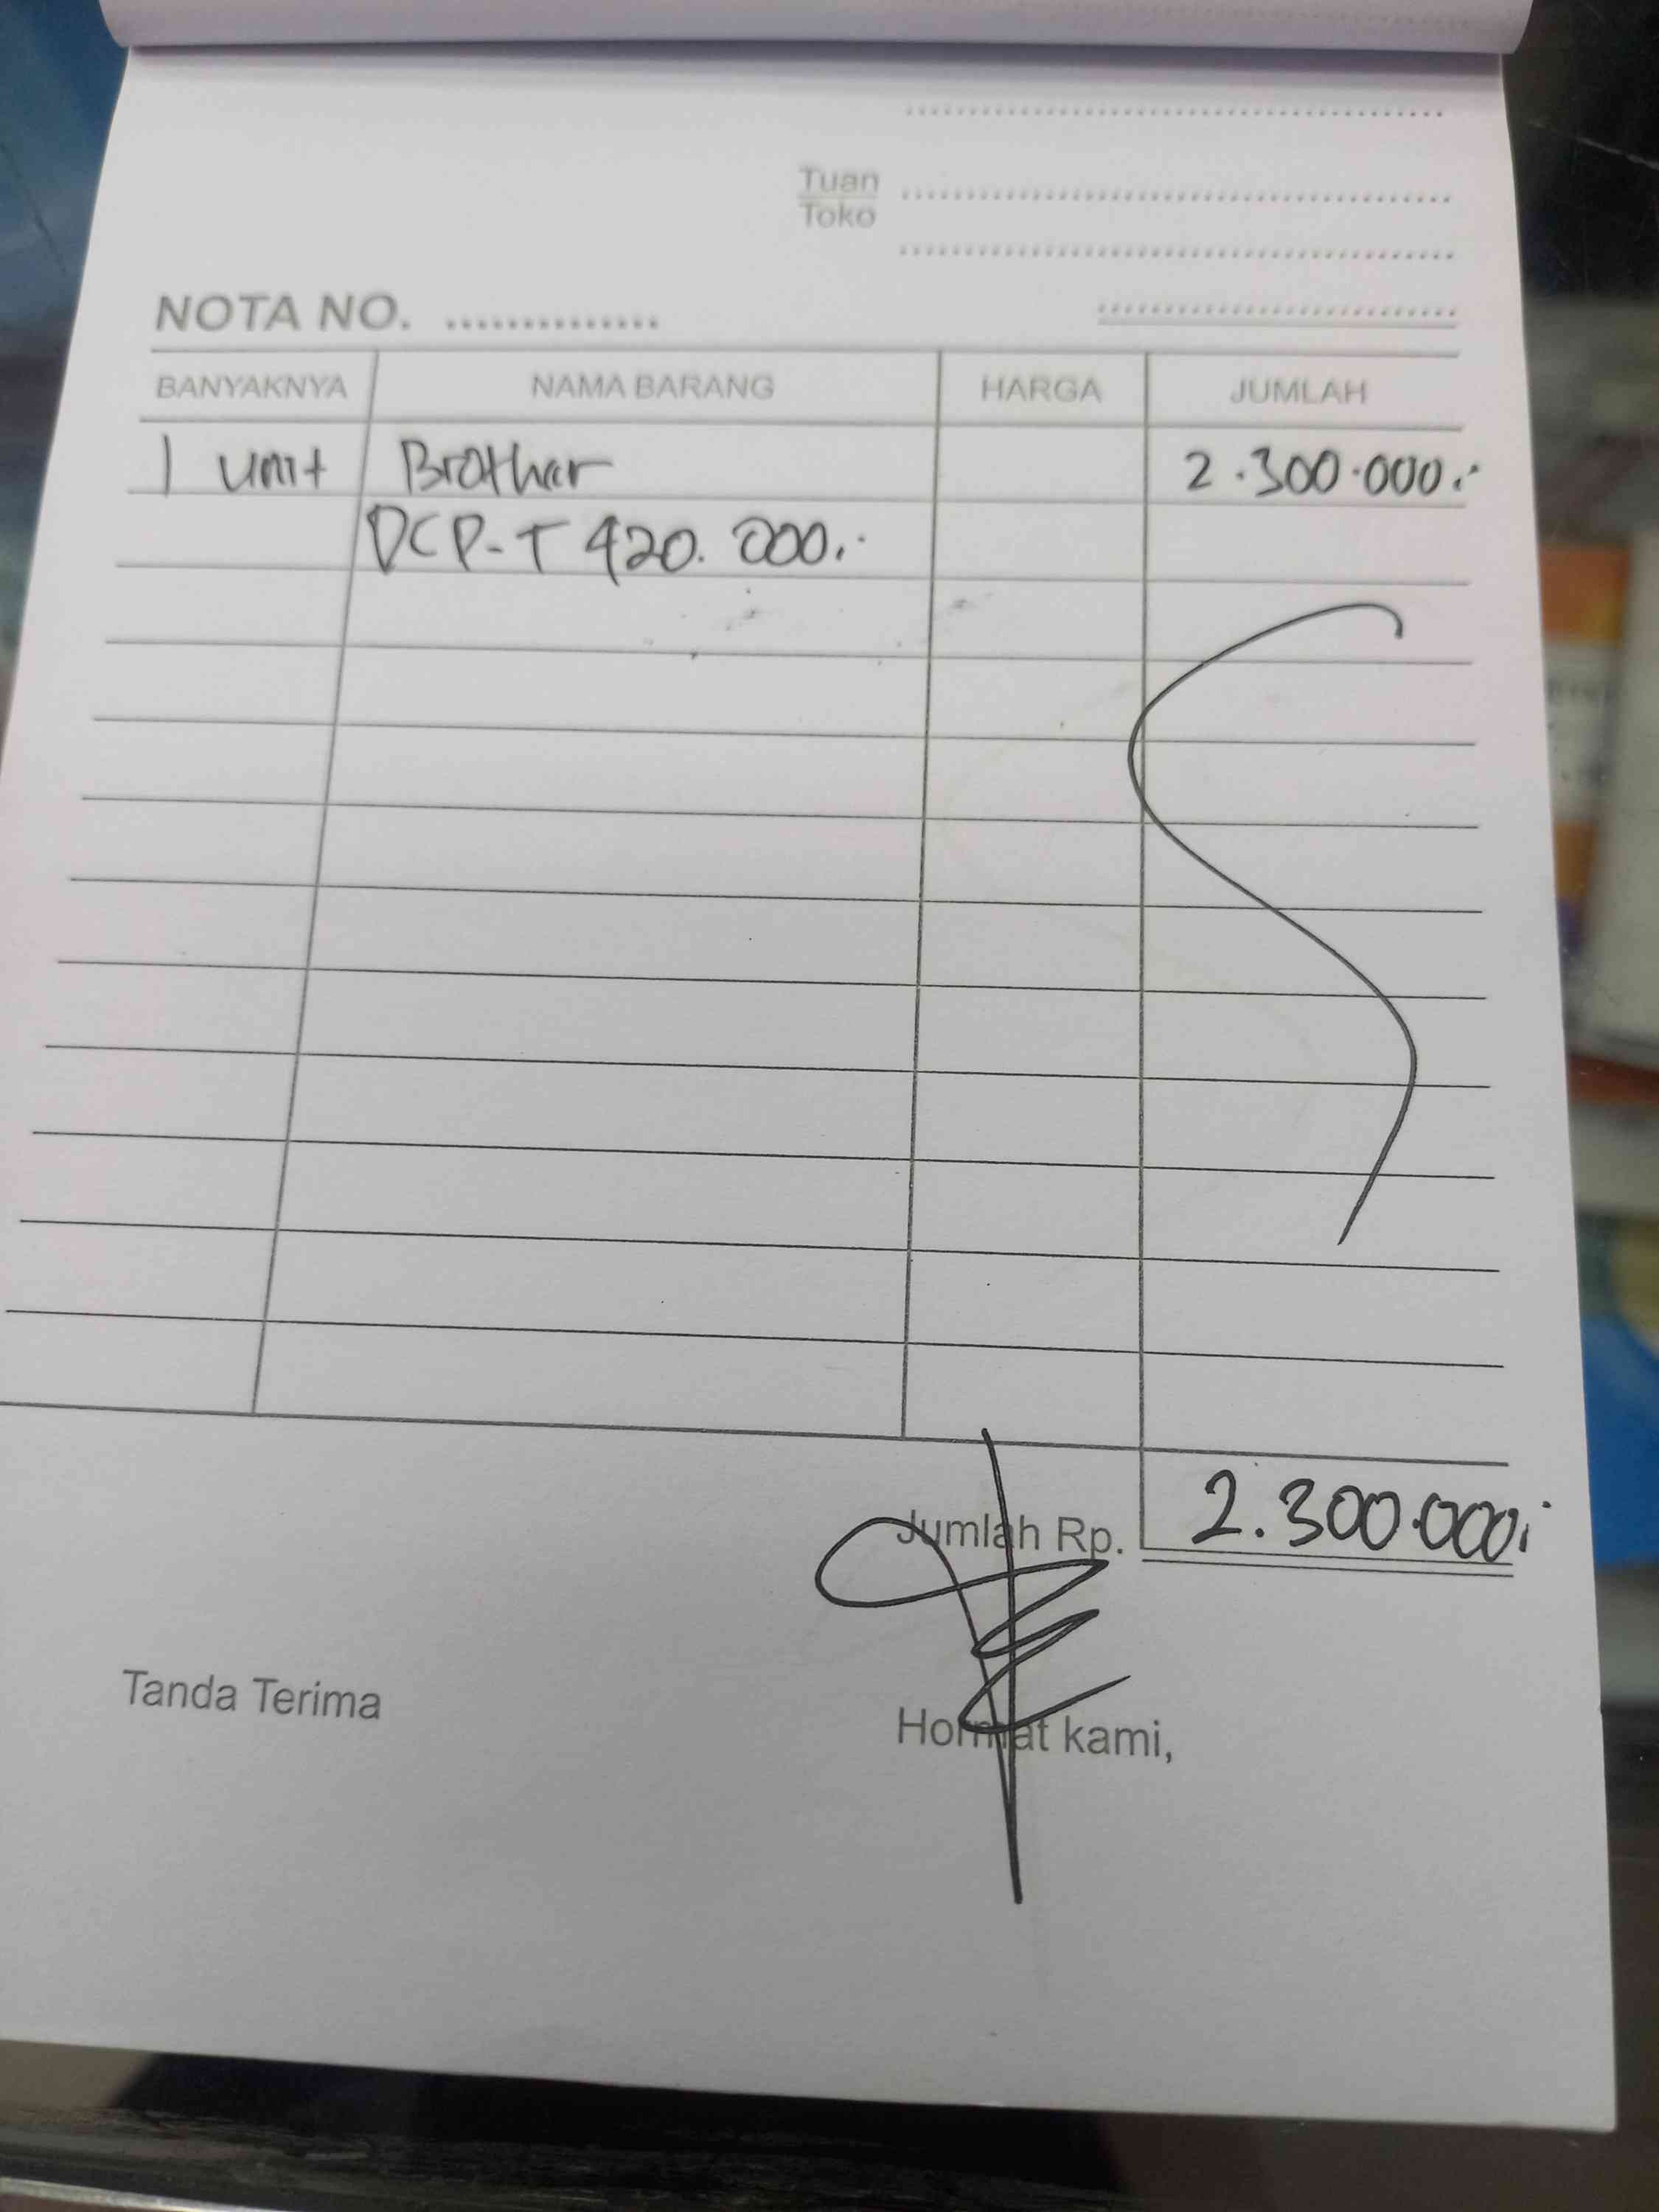 Tuan
Toko
NOTA NO. ..............
BANYAKNYA NAMA BARANG HARGA JUMLAH
1 unit Brother 2.300.000.-
DCP-T 420. 000.-
Jumlah Rp. 2.300.000.-
Tanda Terima Hormat kami,